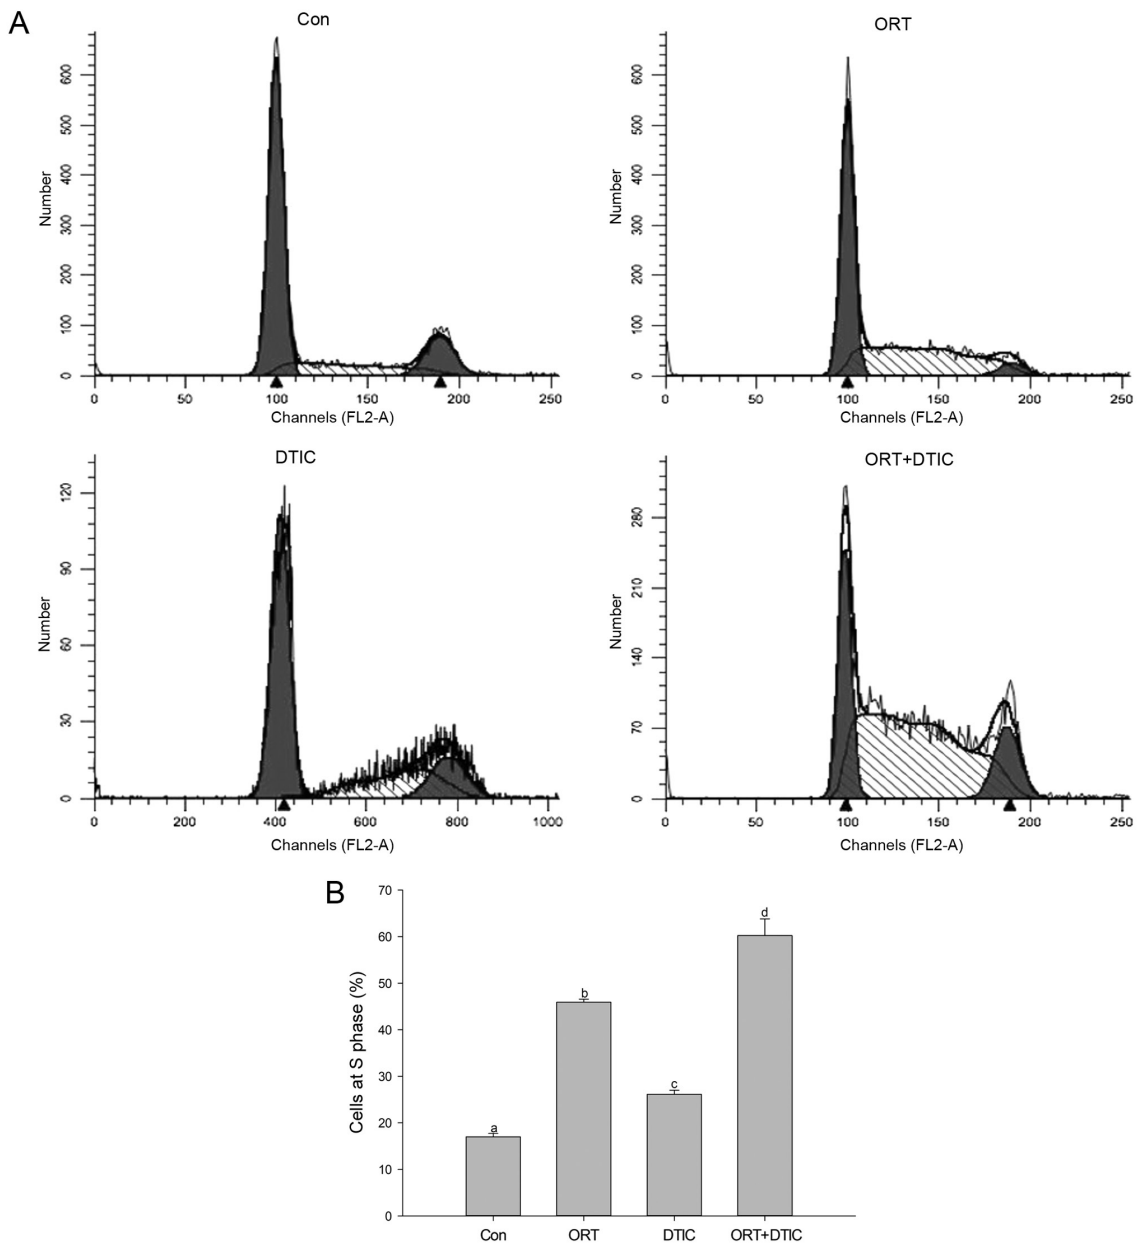 A
Con
Number
600
500
400
300
200
100
0
0 50 100 150 200 250
Channels (FL2-A)
ORT
Number
600
500
400
300
200
100
0
0 50 100 150 200 250
Channels (FL2-A)
DTIC
Number
120
90
60
30
0
0 200 400 600 800 1000
Channels (FL2-A)
ORT+DTIC
Number
280
210
140
70
0
0 50 100 150 200 250
Channels (FL2-A)
B
Cells at S phase (%)
70
60
50
40
30
20
10
0
a
b
c
d
Con ORT DTIC ORT+DTIC